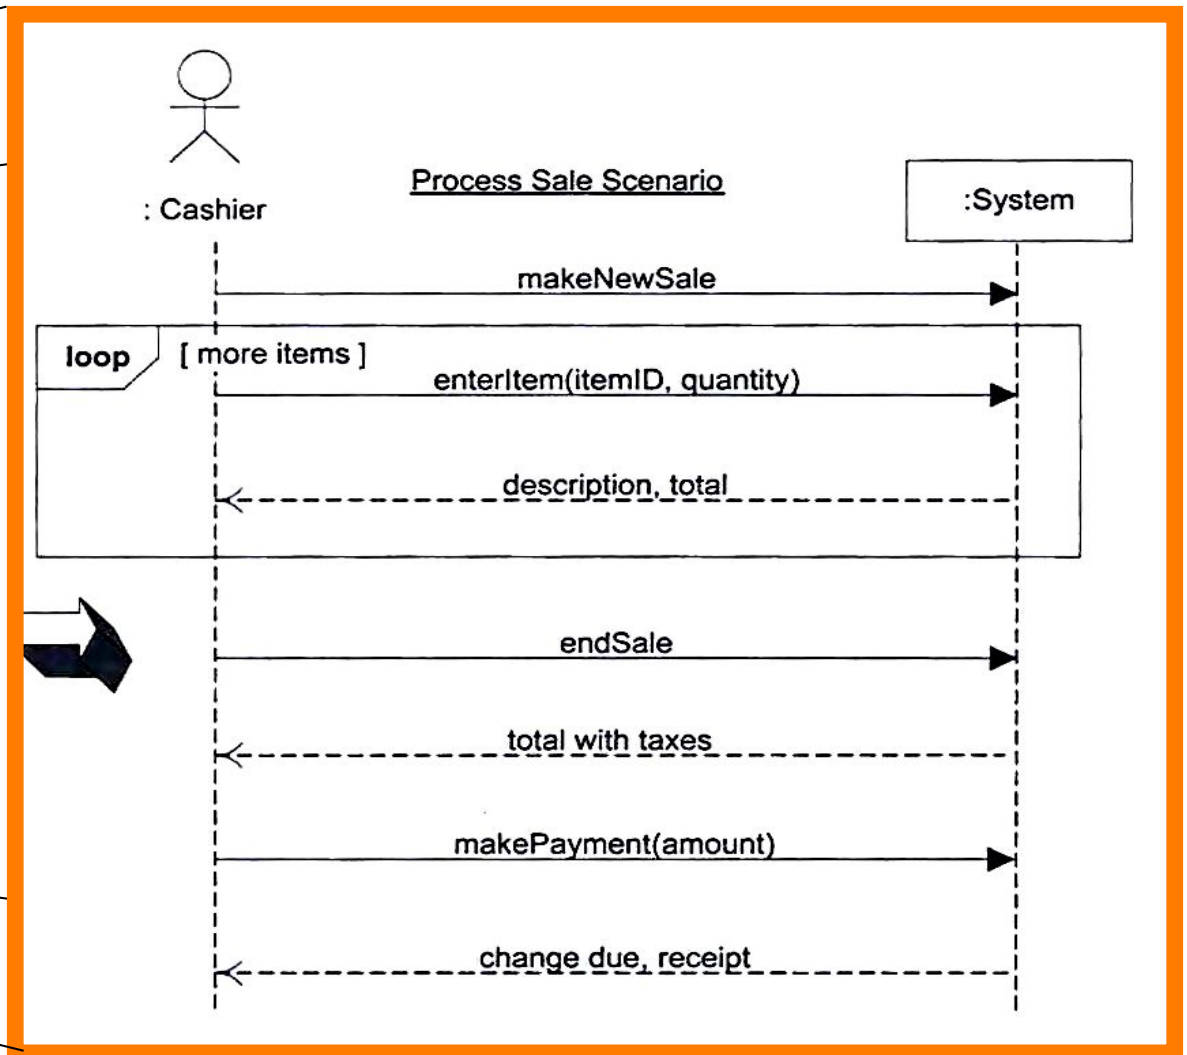 Process Sale Scenario
: Cashier
:System
makeNewSale
loop
[ more items ]
enterItem(itemID, quantity)
description, total
endSale
total with taxes
makePayment(amount)
change due, receipt